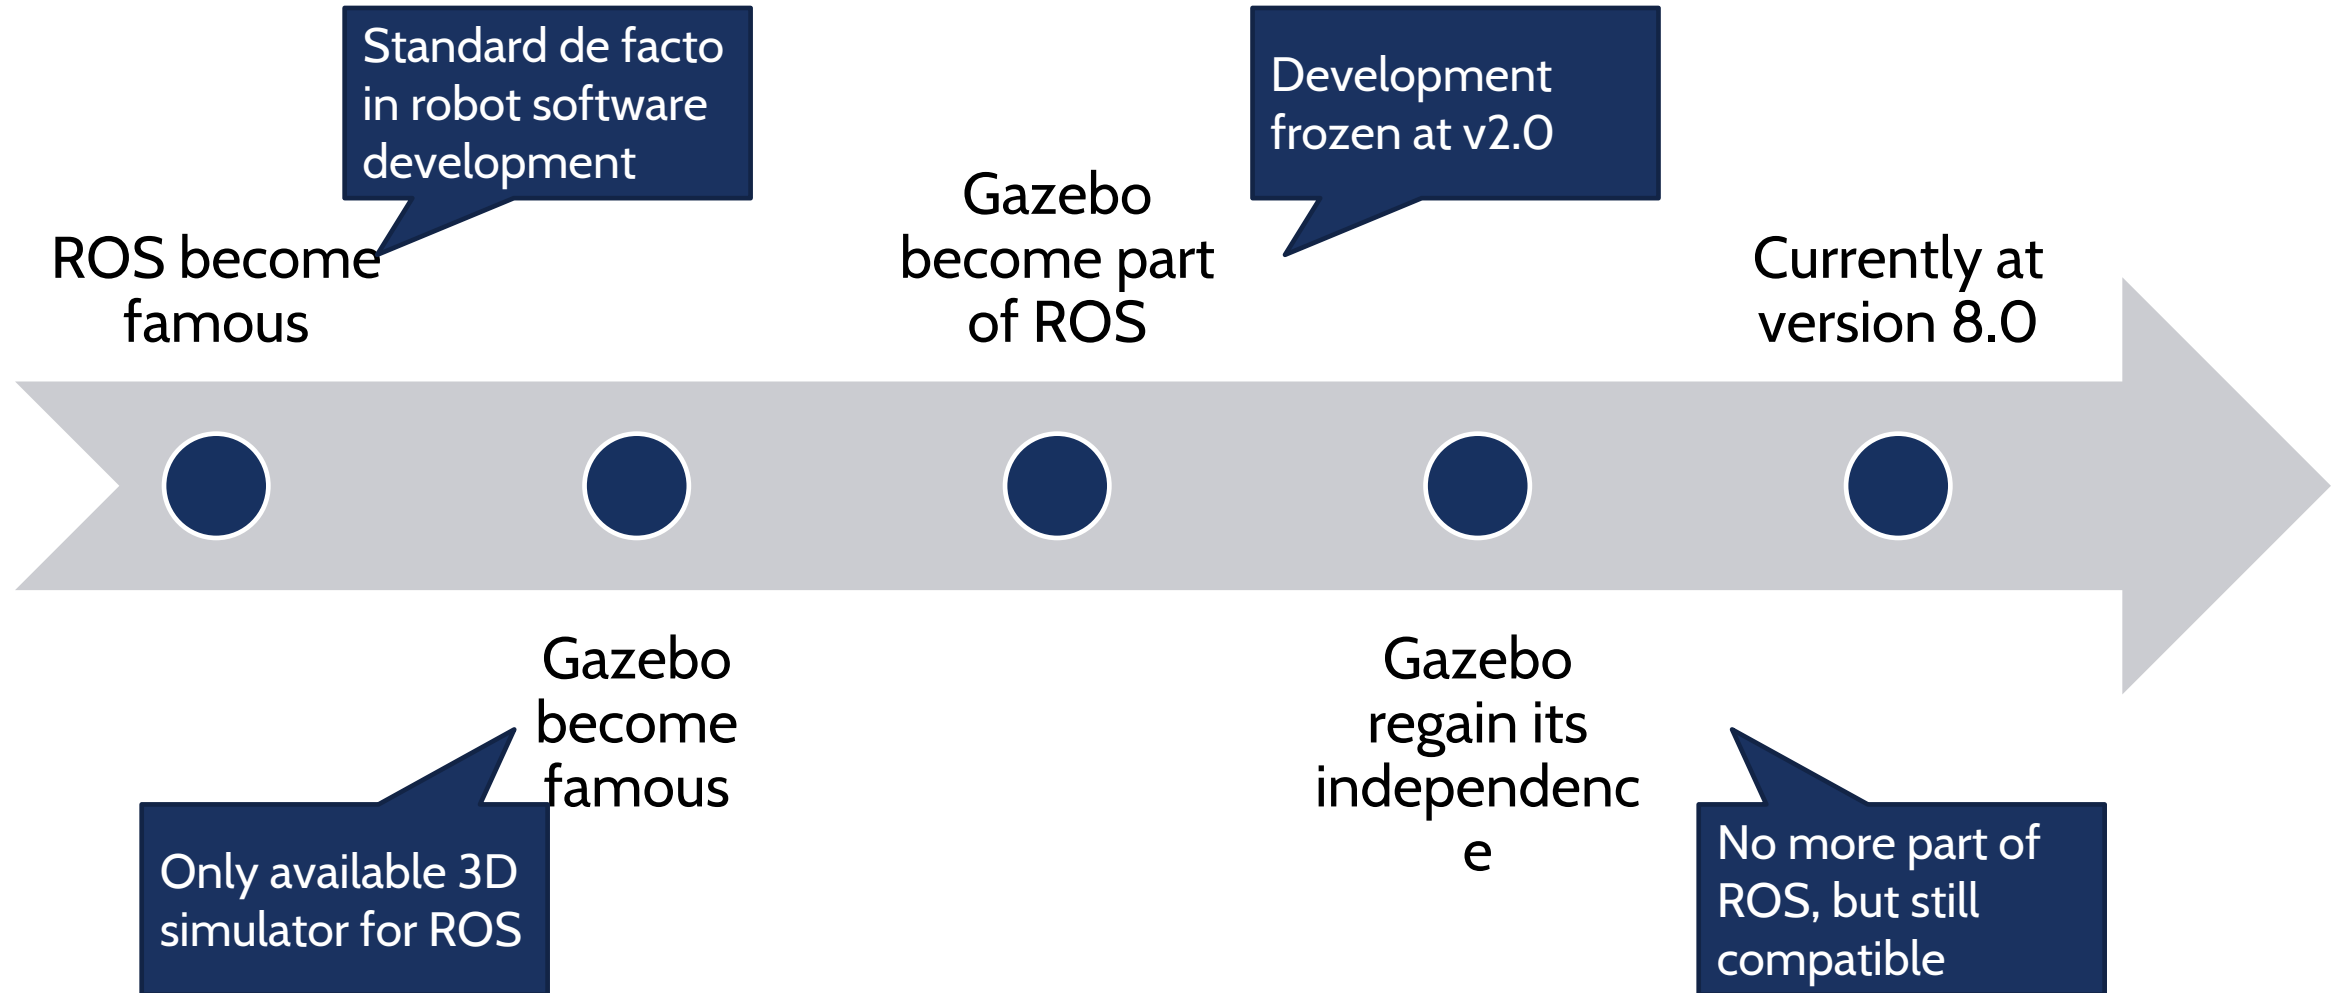 Standard de facto
in robot software
development
ROS become
famous
Gazebo
become part
of ROS
Development
frozen at v2.0
Currently at
version 8.0
Gazebo
become
famous
Only available 3D
simulator for ROS
Gazebo
regain its
independenc
e
No more part of
ROS, but still
compatible